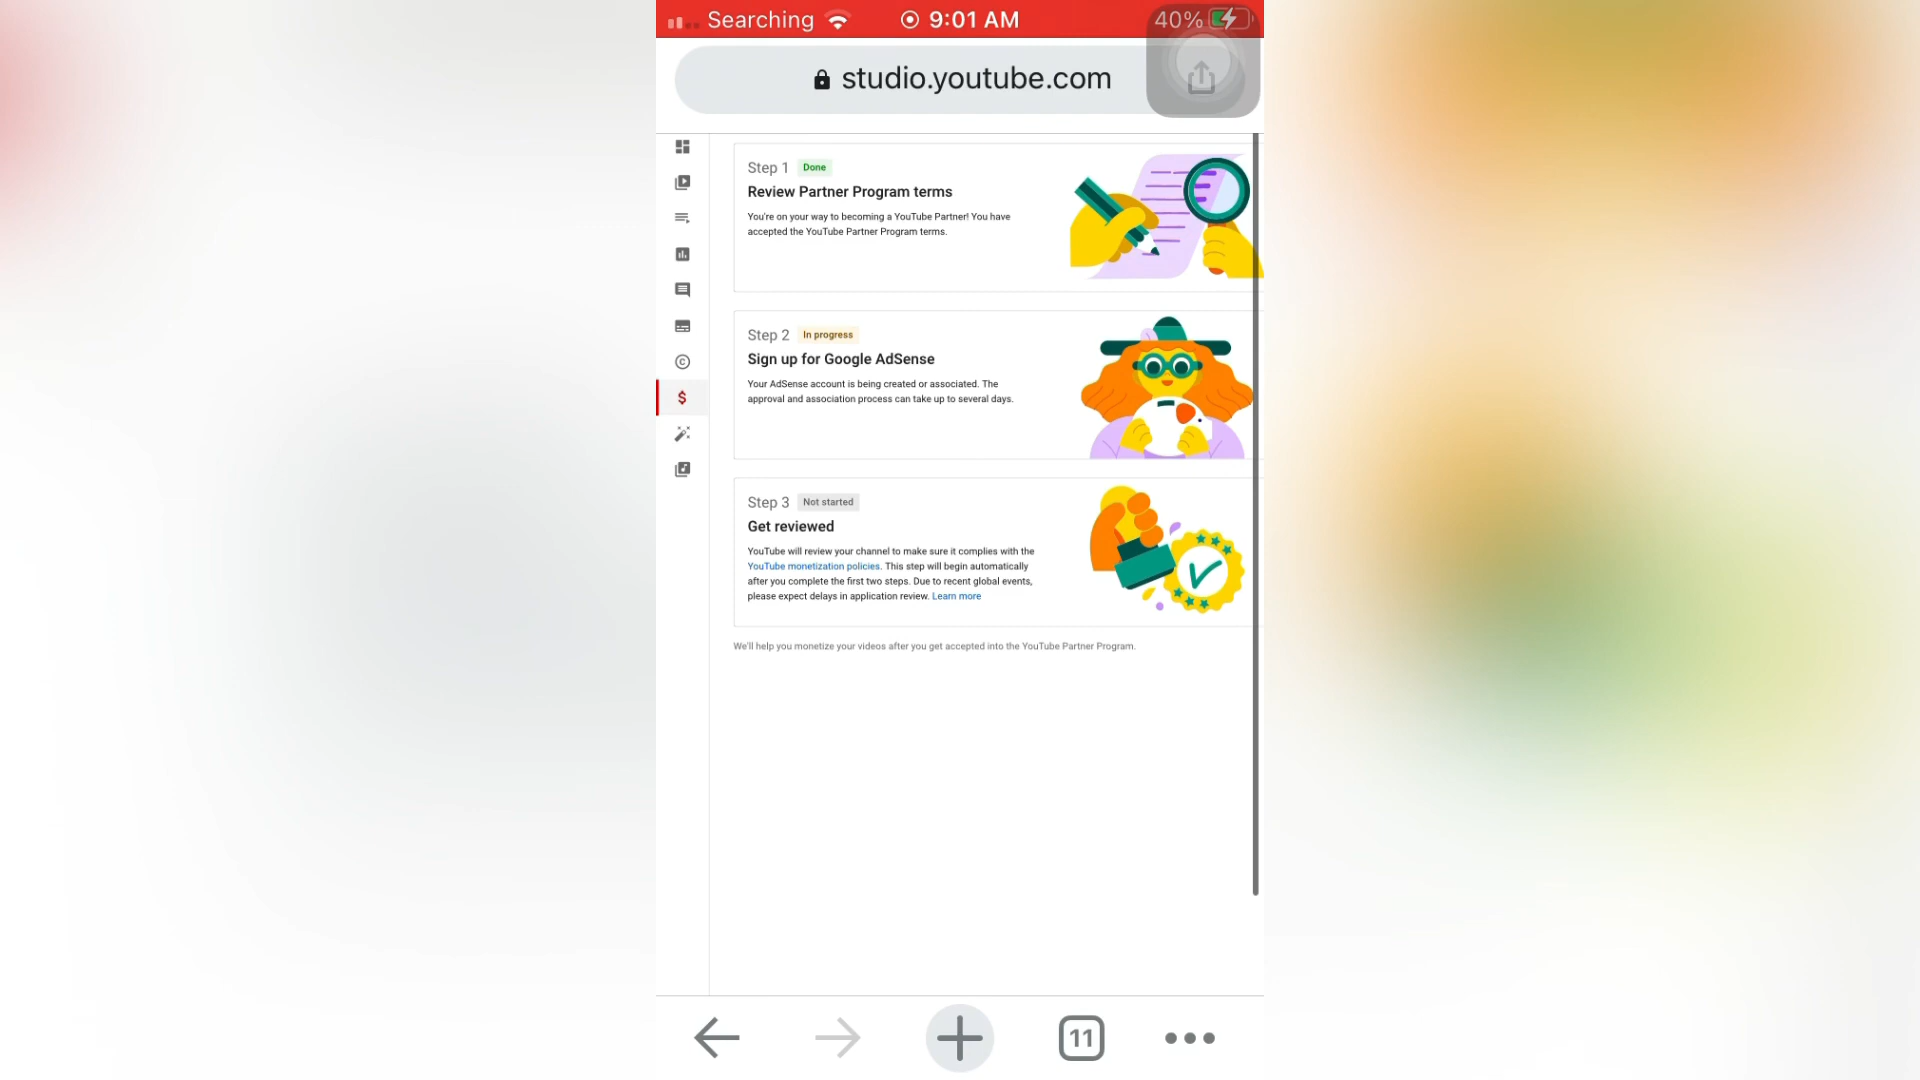 Searching 9:01 AM 40%
studio.youtube.com
Step 1 Done
Review Partner Program terms
You're on your way to becoming a YouTube Partner! You have
accepted the YouTube Partner Program terms.
Step 2 In progress
Sign up for Google AdSense
Your AdSense account is being created or associated. The
approval and association process can take up to several days.
Step 3 Not started
Get reviewed
YouTube will review your channel to make sure it complies with the
YouTube monetization policies. This step will begin automatically
after you complete the first two steps. Due to recent global events,
please expect delays in application review. Learn more
We'll help you monetize your videos after you get accepted into the YouTube Partner Program.
11